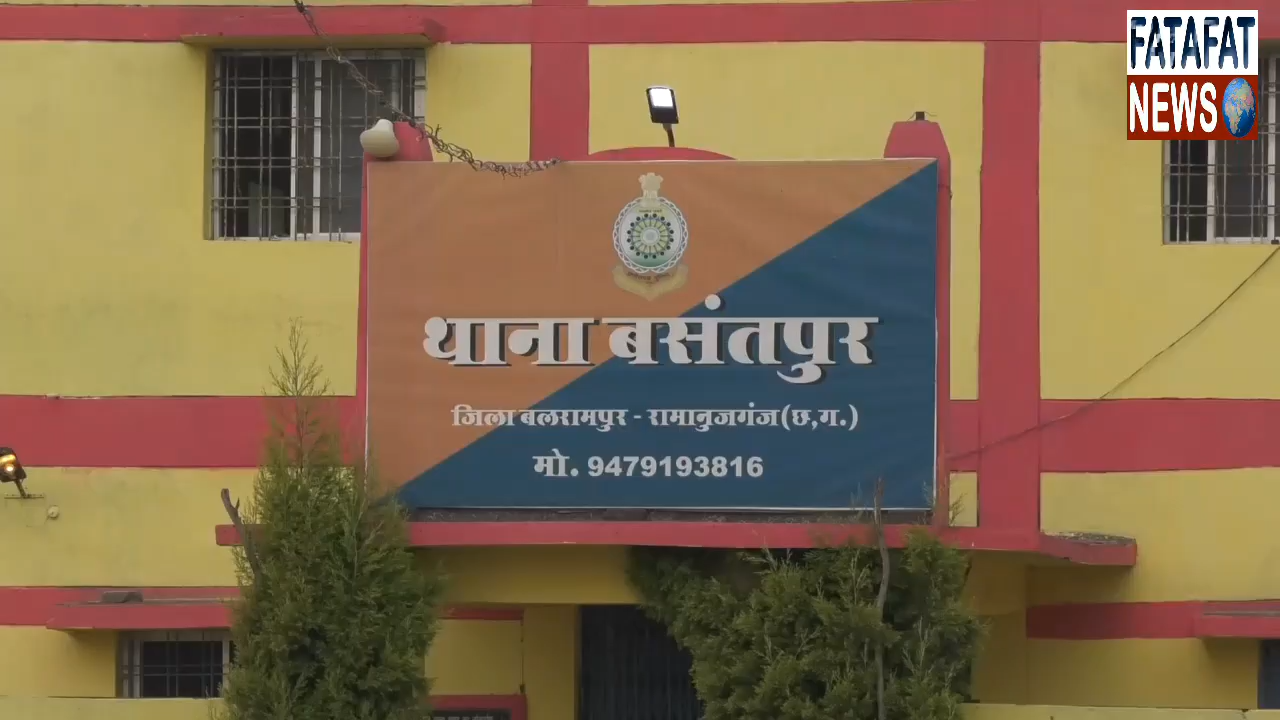 FATAFAT
NEWS
थाना बसंतपुर
जिला बलरामपुर - रामानुजगंज(छ,ग.)
मो. 9479193816